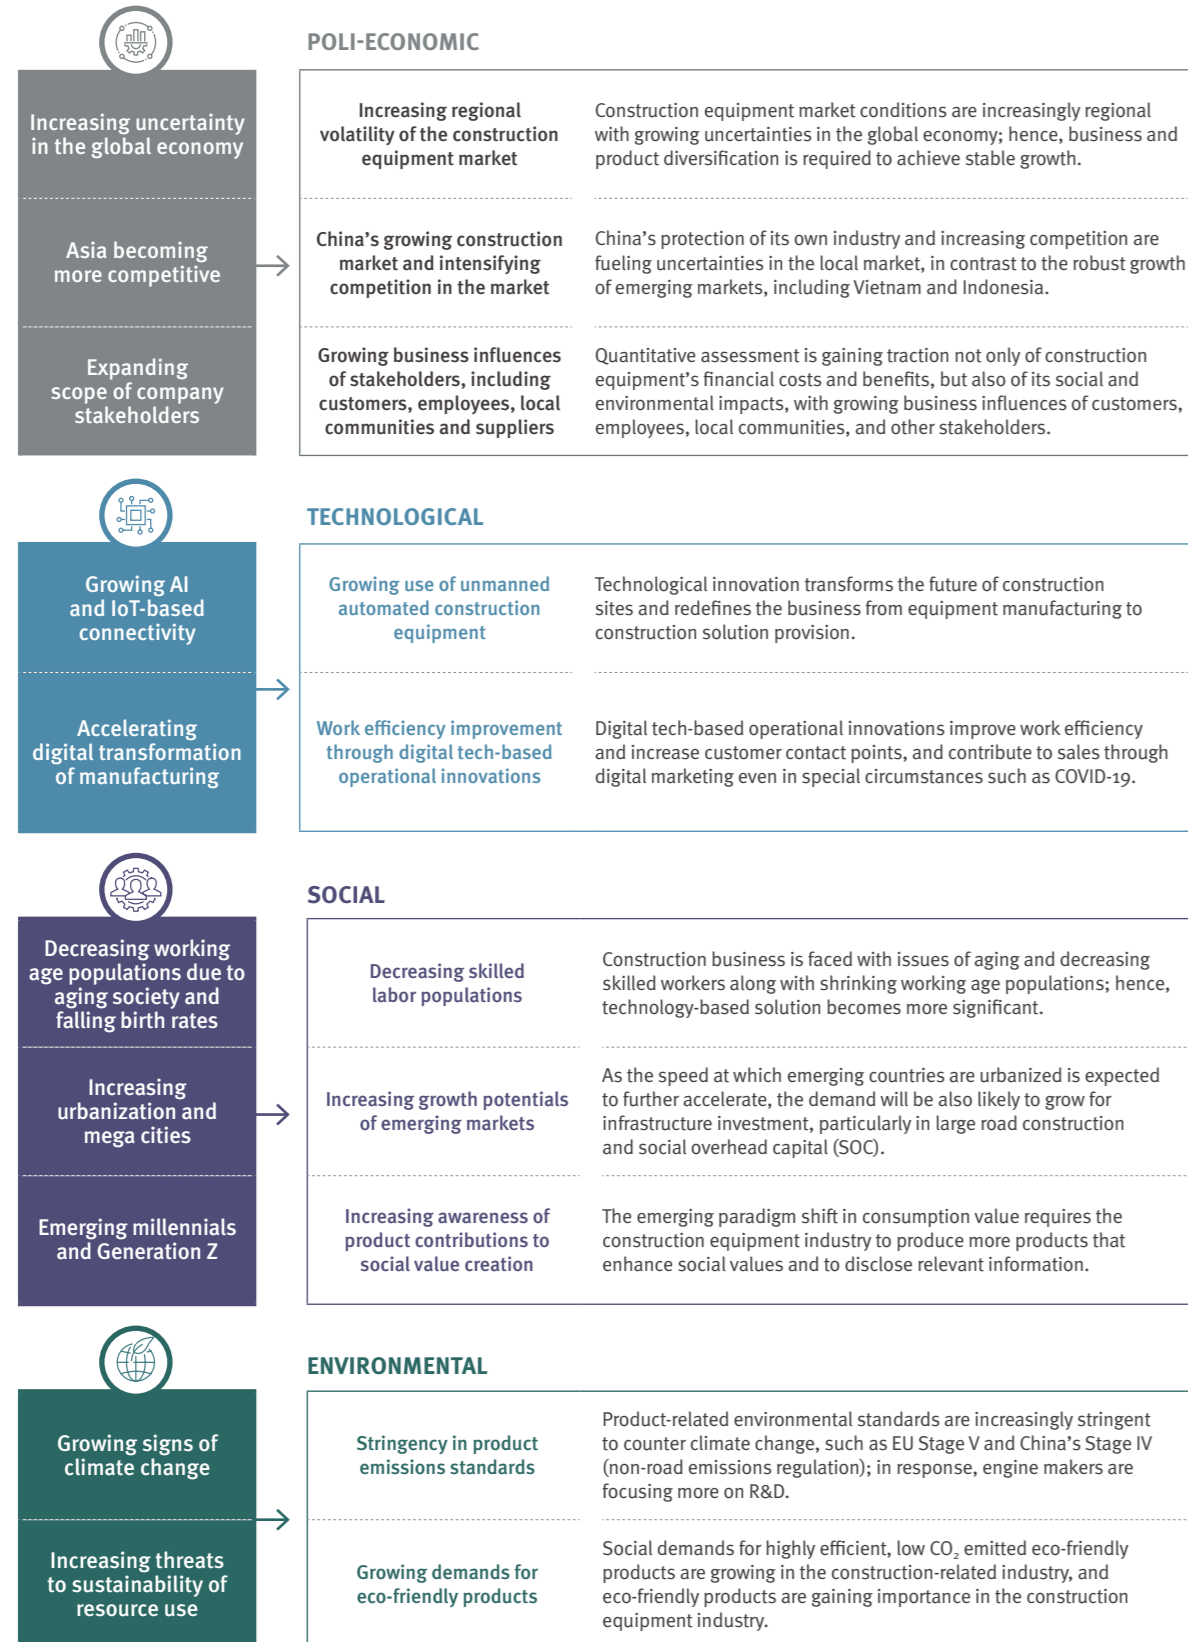 POLI-ECONOMIC
Increasing uncertainty
in the global economy
Increasing regional
volatility of the construction
equipment market
Construction equipment market conditions are increasingly regional
with growing uncertainties in the global economy; hence, business and
product diversification is required to achieve stable growth.
Asia becoming
more competitive
China's growing construction
market and intensifying
competition in the market
China's protection of its own industry and increasing competition are
fueling uncertainties in the local market, in contrast to the robust growth
of emerging markets, including Vietnam and Indonesia.
Expanding
scope of company
stakeholders
Growing business influences
of stakeholders, including
customers, employees, local
communities and suppliers
Quantitative assessment is gaining traction not only of construction
equipment's financial costs and benefits, but also of its social and
environmental impacts, with growing business influences of customers,
employees, local communities, and other stakeholders.
TECHNOLOGICAL
Growing AI
and IoT-based
connectivity
Growing use of unmanned
automated construction
equipment
Technological innovation transforms the future of construction
sites and redefines the business from equipment manufacturing to
construction solution provision.
Accelerating
digital transformation
of manufacturing
Work efficiency improvement
through digital tech-based
operational innovations
Digital tech-based operational innovations improve work efficiency
and increase customer contact points, and contribute to sales through
digital marketing even in special circumstances such as COVID-19.
SOCIAL
Decreasing working
age populations due to
aging society and
falling birth rates
Decreasing skilled
labor populations
Construction business is faced with issues of aging and decreasing
skilled workers along with shrinking working age populations; hence,
technology-based solution becomes more significant.
Increasing
urbanization and
mega cities
Increasing growth potentials
of emerging markets
As the speed at which emerging countries are urbanized is expected
to further accelerate, the demand will be also likely to grow for
infrastructure investment, particularly in large road construction
and social overhead capital (SOC).
Emerging millennials
and Generation Z
Increasing awareness of
product contributions to
social value creation
The emerging paradigm shift in consumption value requires the
construction equipment industry to produce more products that
enhance social values and to disclose relevant information.
ENVIRONMENTAL
Growing signs of
climate change
Stringency in product
emissions standards
Product-related environmental standards are increasingly stringent
to counter climate change, such as EU Stage V and China's Stage IV
(non-road emissions regulation); in response, engine makers are
focusing more on R&D.
Increasing threats
to sustainability of
resource use
Growing demands for
eco-friendly products
Social demands for highly efficient, low CO₂ emitted eco-friendly
products are growing in the construction-related industry, and
eco-friendly products are gaining importance in the construction
equipment industry.